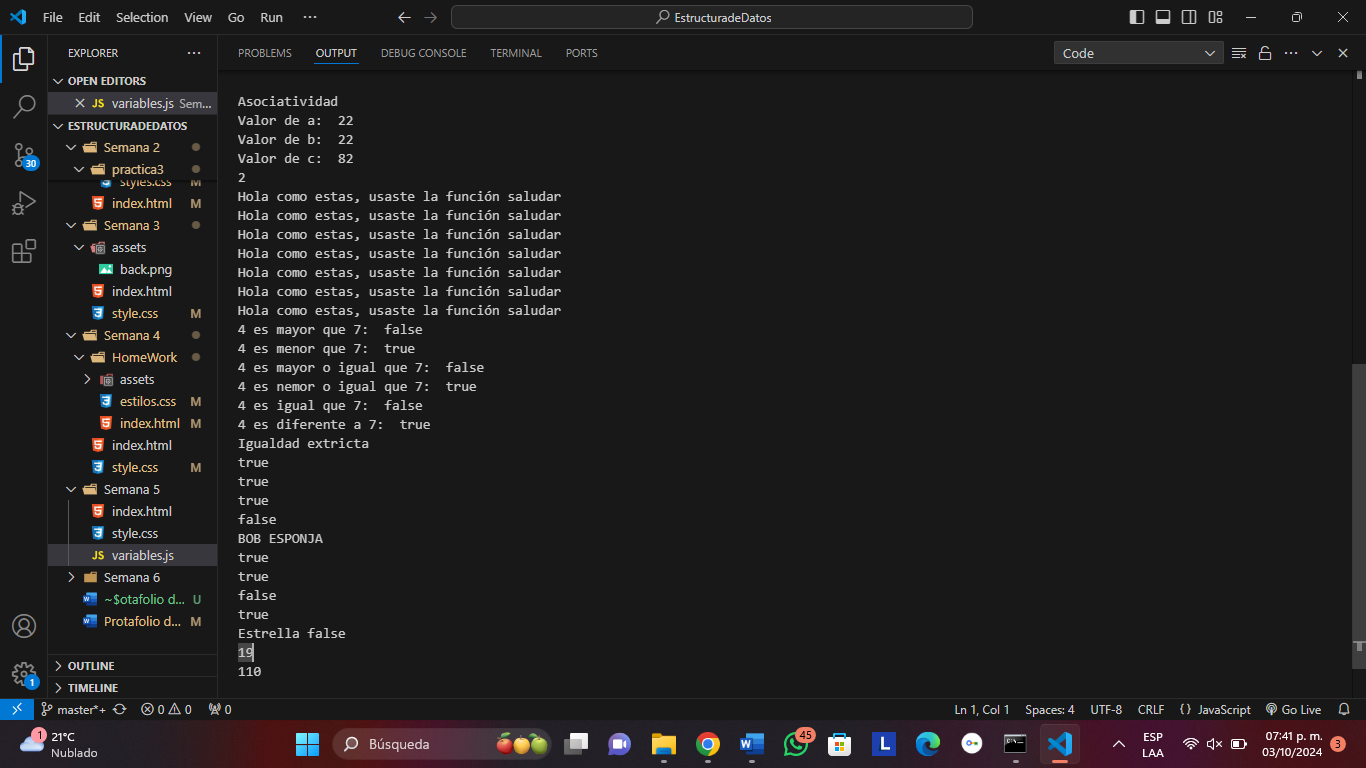 File Edit Selection View Go Run ···
EstructuradeDatos
EXPLORER
OPEN EDITORS
JS variables.js Sem...
ESTRUCTURADEDATOS
Semana 2
practica3
styles.css M
index.html M
Semana 3
assets
back.png
index.html
style.css M
Semana 4
HomeWork
assets
estilos.css M
index.html M
index.html
style.css M
Semana 5
index.html
style.css
JS variables.js
Semana 6
~$otafolio d... U
Protafolio d... M
OUTLINE
TIMELINE
30
1
PROBLEMS OUTPUT DEBUG CONSOLE TERMINAL PORTS
Code
Asociatividad
Valor de a:  22
Valor de b:  22
Valor de c:  82
2
Hola como estas, usaste la función saludar
Hola como estas, usaste la función saludar
Hola como estas, usaste la función saludar
Hola como estas, usaste la función saludar
Hola como estas, usaste la función saludar
Hola como estas, usaste la función saludar
Hola como estas, usaste la función saludar
4 es mayor que 7:  false
4 es menor que 7:  true
4 es mayor o igual que 7:  false
4 es nemor o igual que 7:  true
4 es igual que 7:  false
4 es diferente a 7:  true
Igualdad extricta
true
true
true
false
BOB ESPONJA
true
true
false
true
Estrella false
19
110
master*+ 0 0 0
Ln 1, Col 1 Spaces: 4 UTF-8 CRLF {} JavaScript Go Live
1 21°C
Nublado
Búsqueda
45
L
ESP
LAA
07:41 p. m.
03/10/2024
3